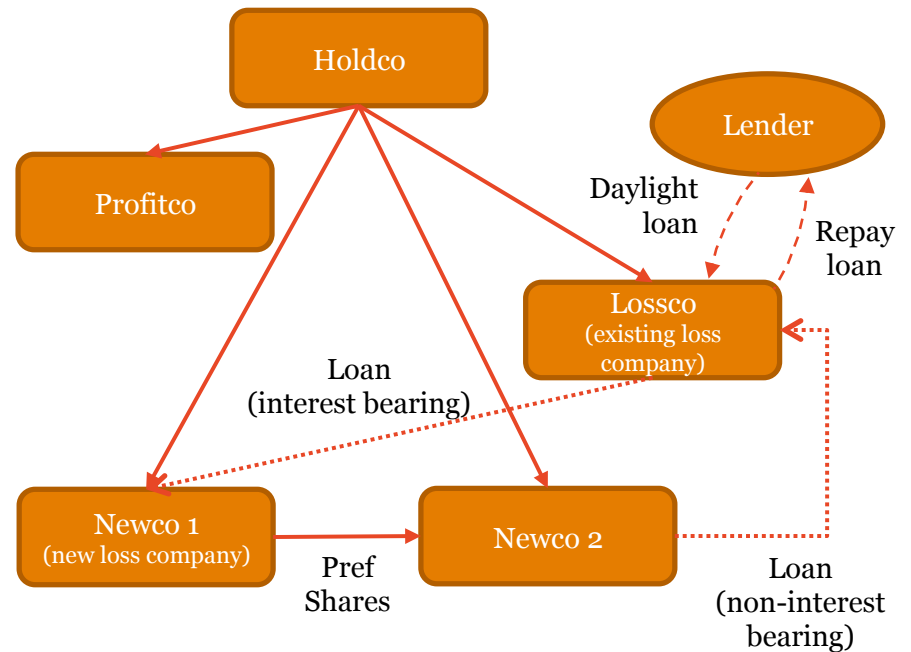 Holdco
Lender
Profitco
Daylight
loan
Repay
loan
Lossco
(existing loss
company)
Loan
(interest bearing)
Newco 1
(new loss company)
Newco 2
Pref
Shares
Loan
(non-interest
bearing)